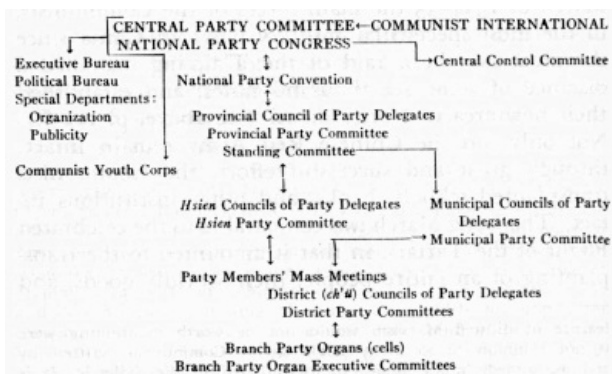 CENTRAL PARTY COMMITTEE←COMMUNIST INTERNATIONAL
NATIONAL PARTY CONGRESS
Executive Bureau
→Central Control Committee
Political Bureau
National Party Convention
Special Departments:
Organization
Provincial Council of Party Delegates
Publicity
Provincial Party Committee
Standing Committee
Communist Youth Corps
Hsien Councils of Party Delegates
Municipal Councils of Party
Hsien Party Committee
Delegates
Municipal Party Committee
Party Members' Mass Meetings
District (ch'ü) Councils of Party Delegates
District Party Committees
Branch Party Organs (cells)
Branch Party Organ Executive Committees